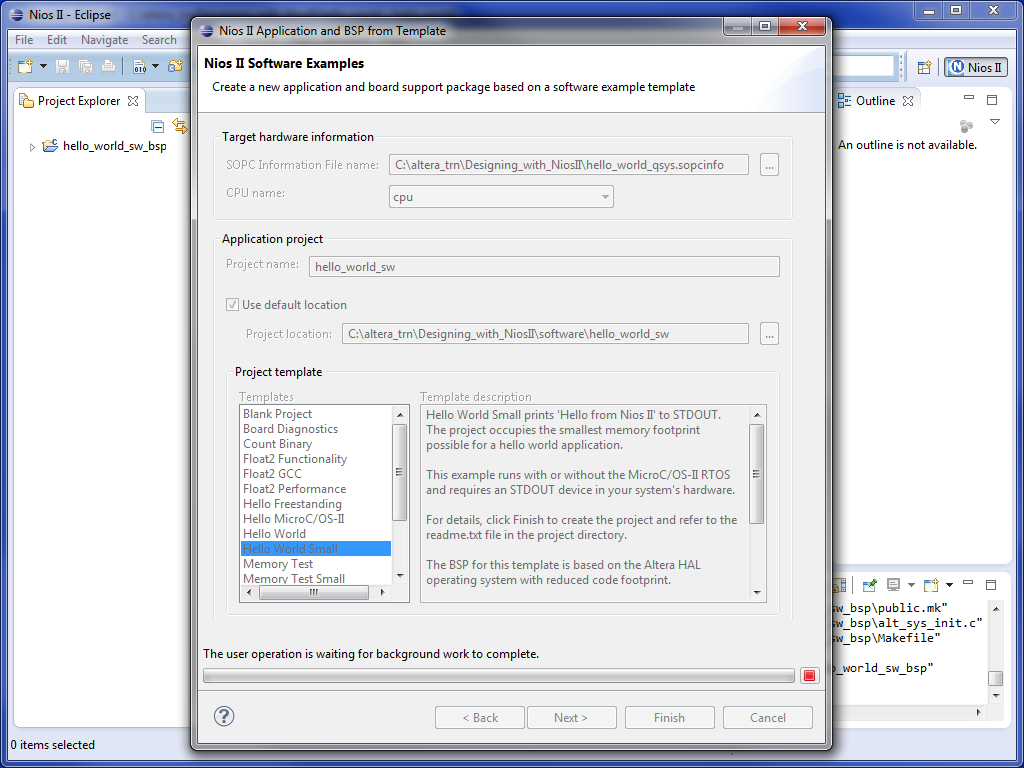 Nios II - Eclipse
Nios II Application and BSP from Template
File Edit Navigate Search
Nios II
Nios II Software Examples
Create a new application and board support package based on a software example template
Project Explorer
hello_world_sw_bsp
Outline
An outline is not available.
Target hardware information
SOPC Information File name: C:\altera_trn\Designing_with_NiosII\hello_world_qsys.sopcinfo ...
CPU name: cpu
Application project
Project name: hello_world_sw
Use default location
Project location: C:\altera_trn\Designing_with_NiosII\software\hello_world_sw ...
Project template
Templates
Blank Project
Board Diagnostics
Count Binary
Float2 Functionality
Float2 GCC
Float2 Performance
Hello Freestanding
Hello MicroC/OS-II
Hello World
Hello World Small
Memory Test
Memory Test Small
Template description
Hello World Small prints 'Hello from Nios II' to STDOUT.
The project occupies the smallest memory footprint
possible for a hello world application.
This example runs with or without the MicroC/OS-II RTOS
and requires an STDOUT device in your system's hardware.
For details, click Finish to create the project and refer to the
readme.txt file in the project directory.
The BSP for this template is based on the Altera HAL
operating system with reduced code footprint.
sw_bsp\public.mk"
sw_bsp\alt_sys_init.c"
sw_bsp\Makefile"
o_world_sw_bsp"
The user operation is waiting for background work to complete.
? < Back Next > Finish Cancel
0 items selected